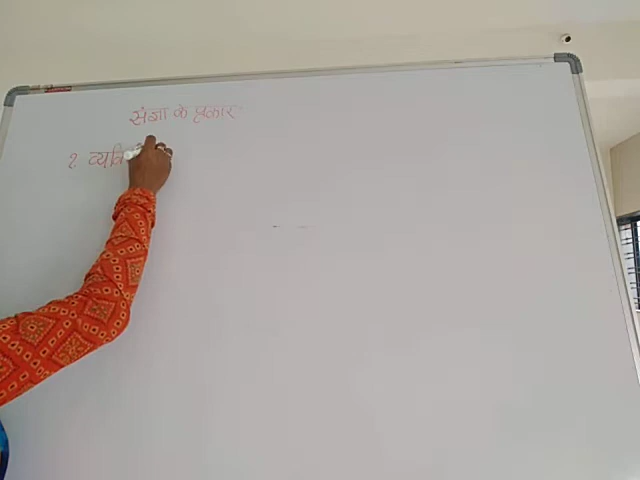 संज्ञा के प्रकार
१ व्यक्